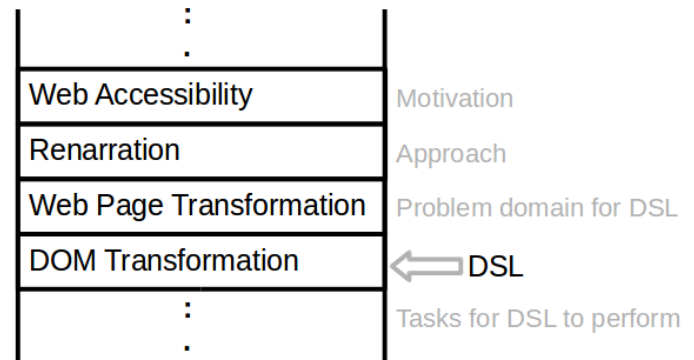 :
.
Web Accessibility Motivation
Renarration Approach
Web Page Transformation Problem domain for DSL
DOM Transformation DSL
: Tasks for DSL to perform
.